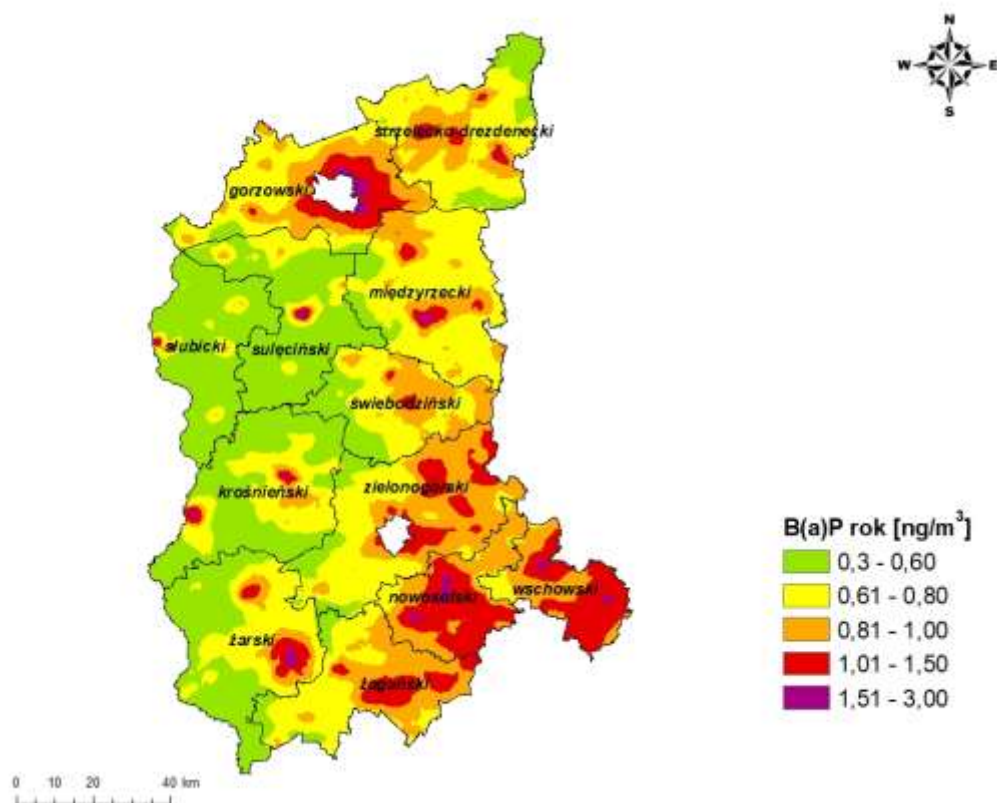 N
W E
S
strzelecko-drezdenecki
gorzowski
międzyrzecki
słubicki
sulęciński
świebodziński
krośnieński
zielonogórski
nowosolski
wschowski
żarski
żagański
B(a)P rok [ng/m³]
0,3 - 0,60
0,61 - 0,80
0,81 - 1,00
1,01 - 1,50
1,51 - 3,00
0 10 20 40 km